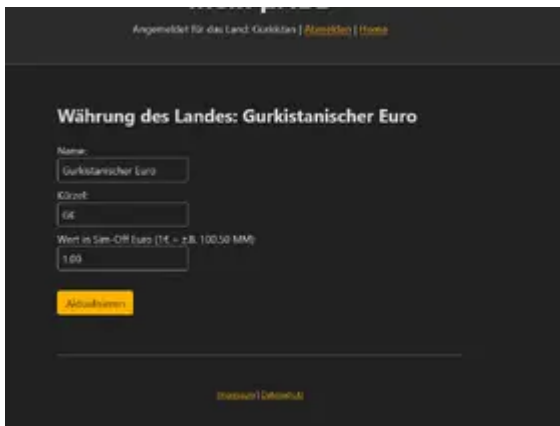 Angemeldet für das Land: Gurkistan | Abmelden | Home
Währung des Landes: Gurkistanischer Euro
Name:
Gurkistanischer Euro
Kürzel:
G€
Wert in Sim-Off Euro (1€ = z.B. 100.50 MM):
1.00
Aktualisieren
Impressum | Datenschutz